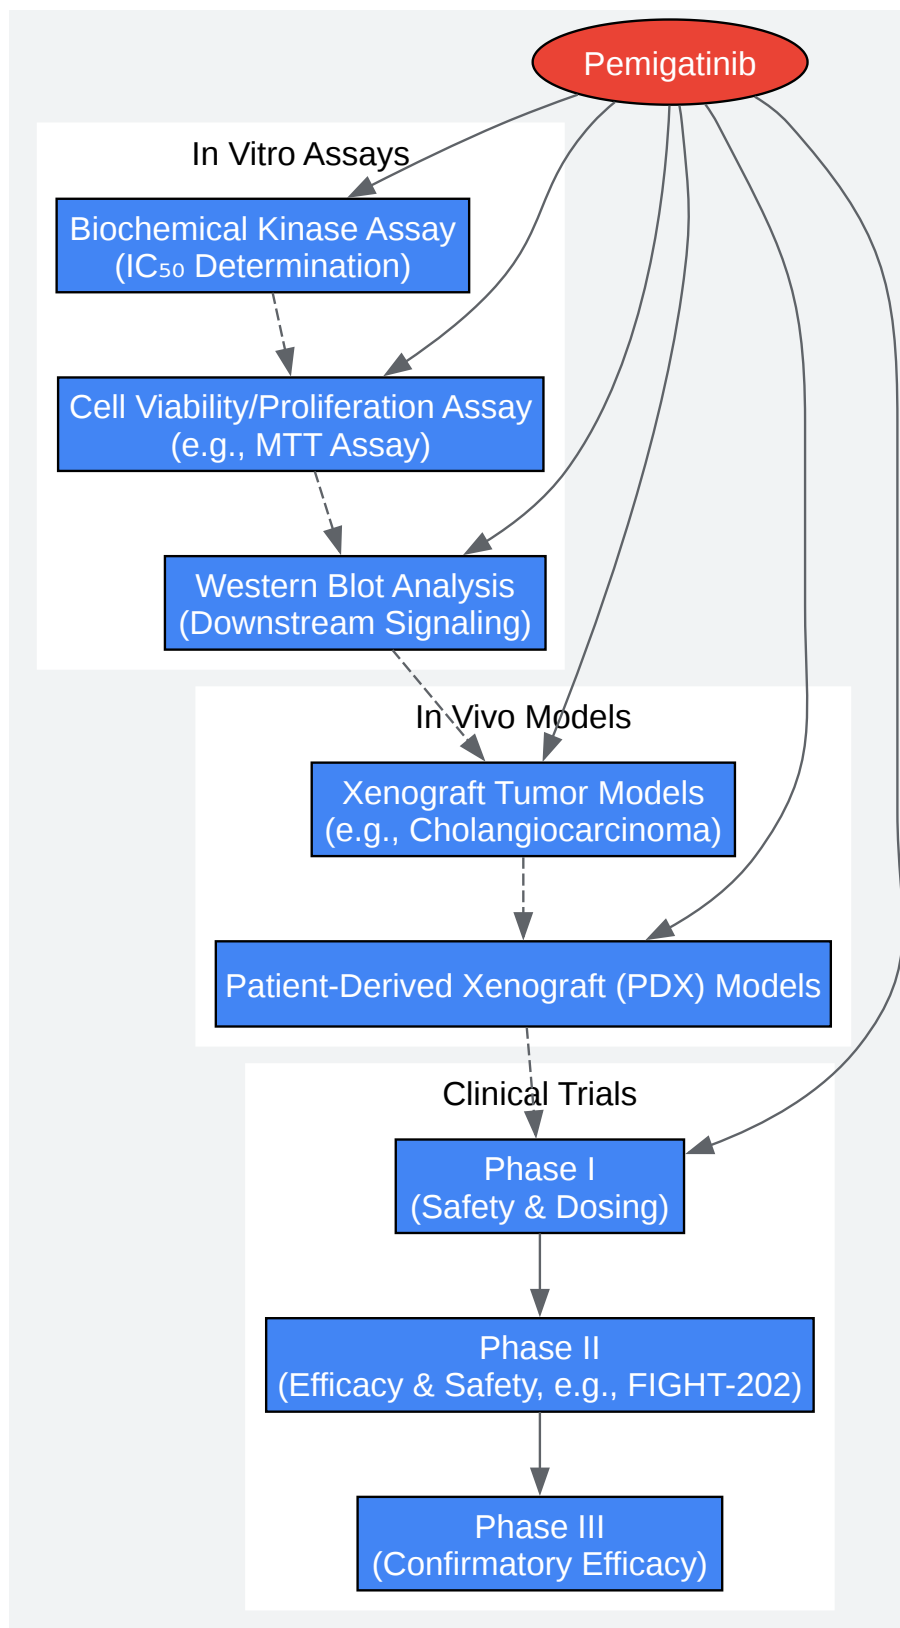 Pemigatinib
In Vitro Assays
Biochemical Kinase Assay
(IC₅₀ Determination)
Cell Viability/Proliferation Assay
(e.g., MTT Assay)
Western Blot Analysis
(Downstream Signaling)
In Vivo Models
Xenograft Tumor Models
(e.g., Cholangiocarcinoma)
Patient-Derived Xenograft (PDX) Models
Clinical Trials
Phase I
(Safety & Dosing)
Phase II
(Efficacy & Safety, e.g., FIGHT-202)
Phase III
(Confirmatory Efficacy)